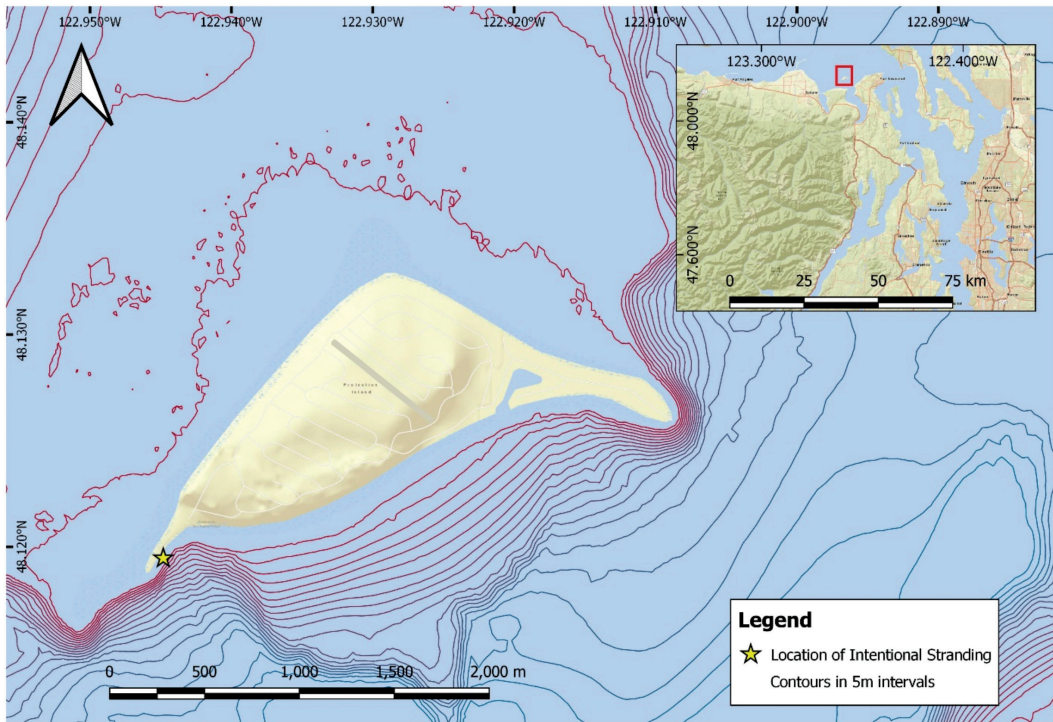 122.950°W 122.940°W 122.930°W 122.920°W 122.910°W 122.900°W 122.890°W
123.300°W 122.400°W
48.140°N
48.000°N
47.600°N
0 25 50 75 km
48.130°N
Protection
Island
48.120°N
0 500 1,000 1,500 2,000 m
Legend
Location of Intentional Stranding
Contours in 5m intervals